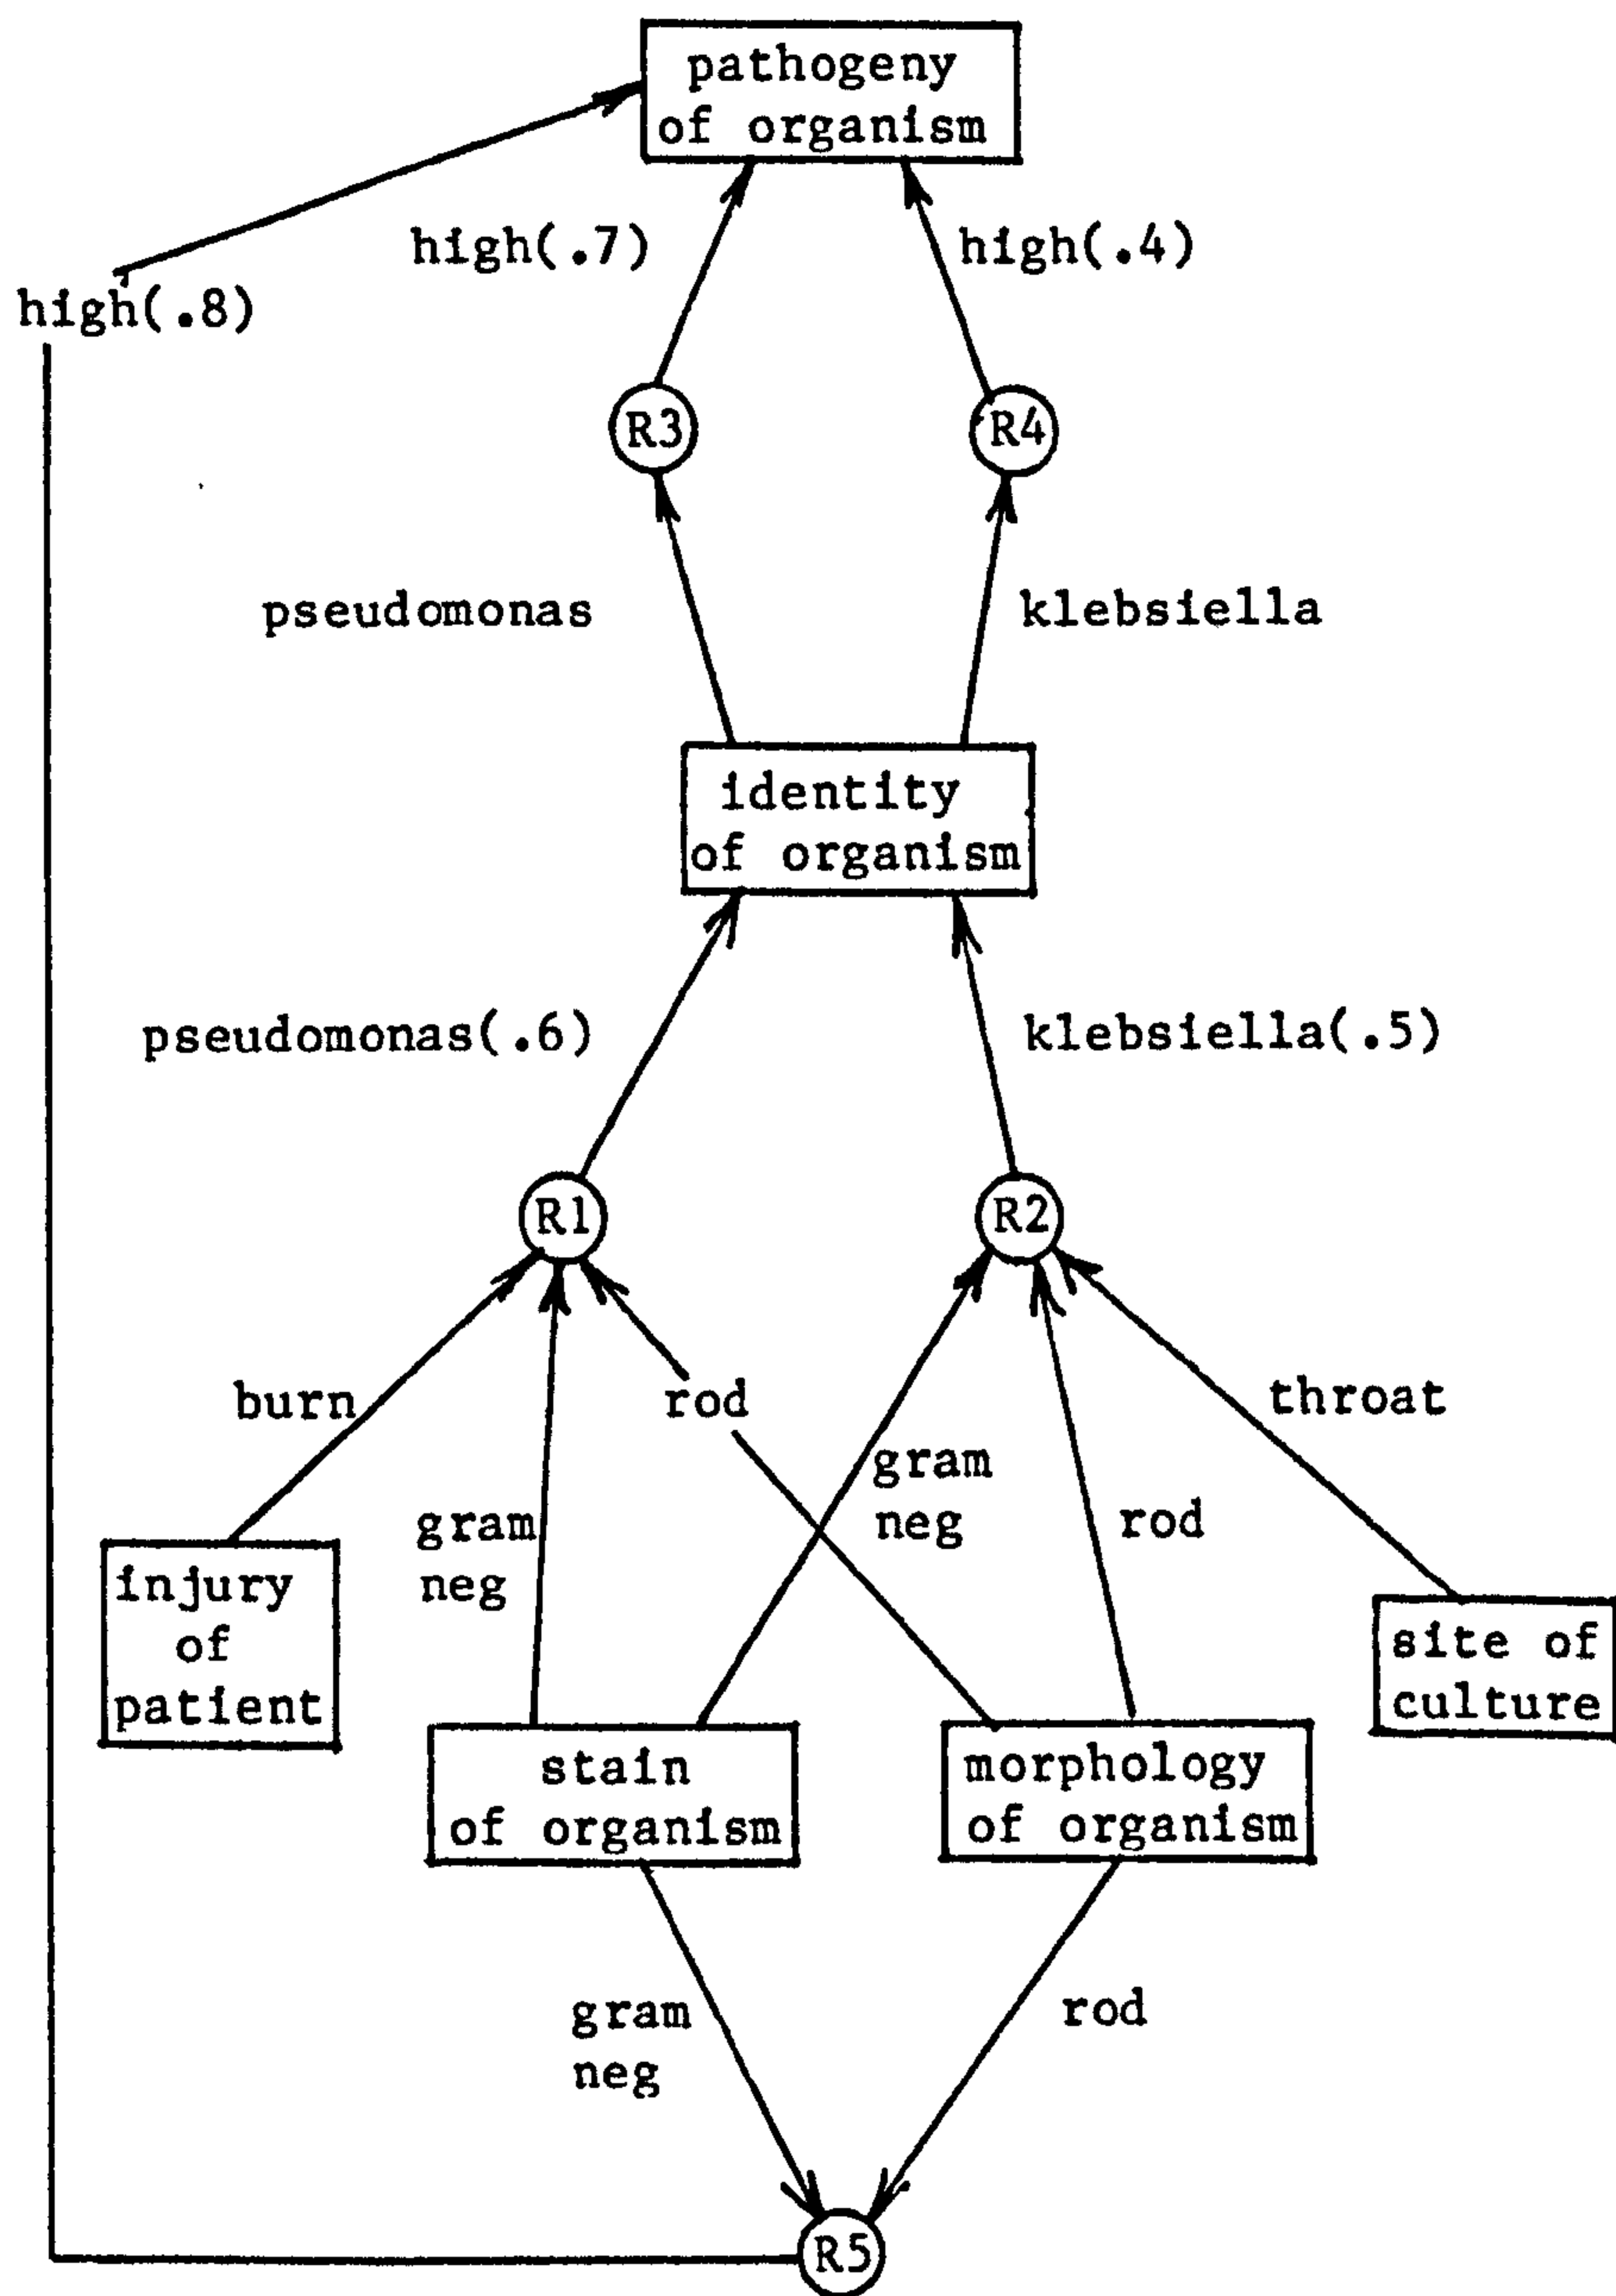 pathogeny
of organism
high(.7)
high(.4)
high(.8)
R3
R4
pseudomonas
klebsiella
identity
of organism
pseudomonas(.6)
klebsiella(.5)
R1
R2
burn
rod
throat
gram
neg
gram
neg
rod
injury
of
patient
site of
culture
stain
of organism
morphology
of organism
gram
neg
rod
R5